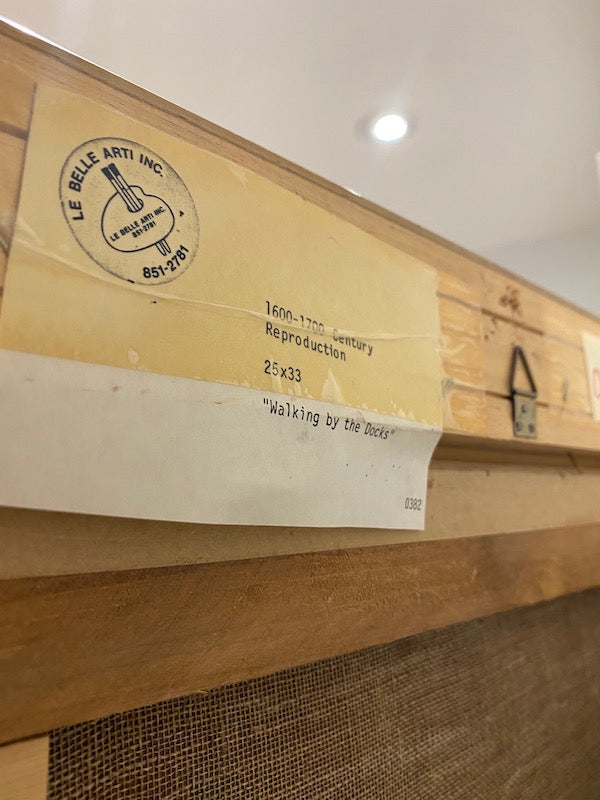 LE BELLE ARTI INC.
LE BELLE ARTI INC.
851-2781
851-2781
1600-1700 Century
Reproduction
25x33
"Walking by the Docks"
0382